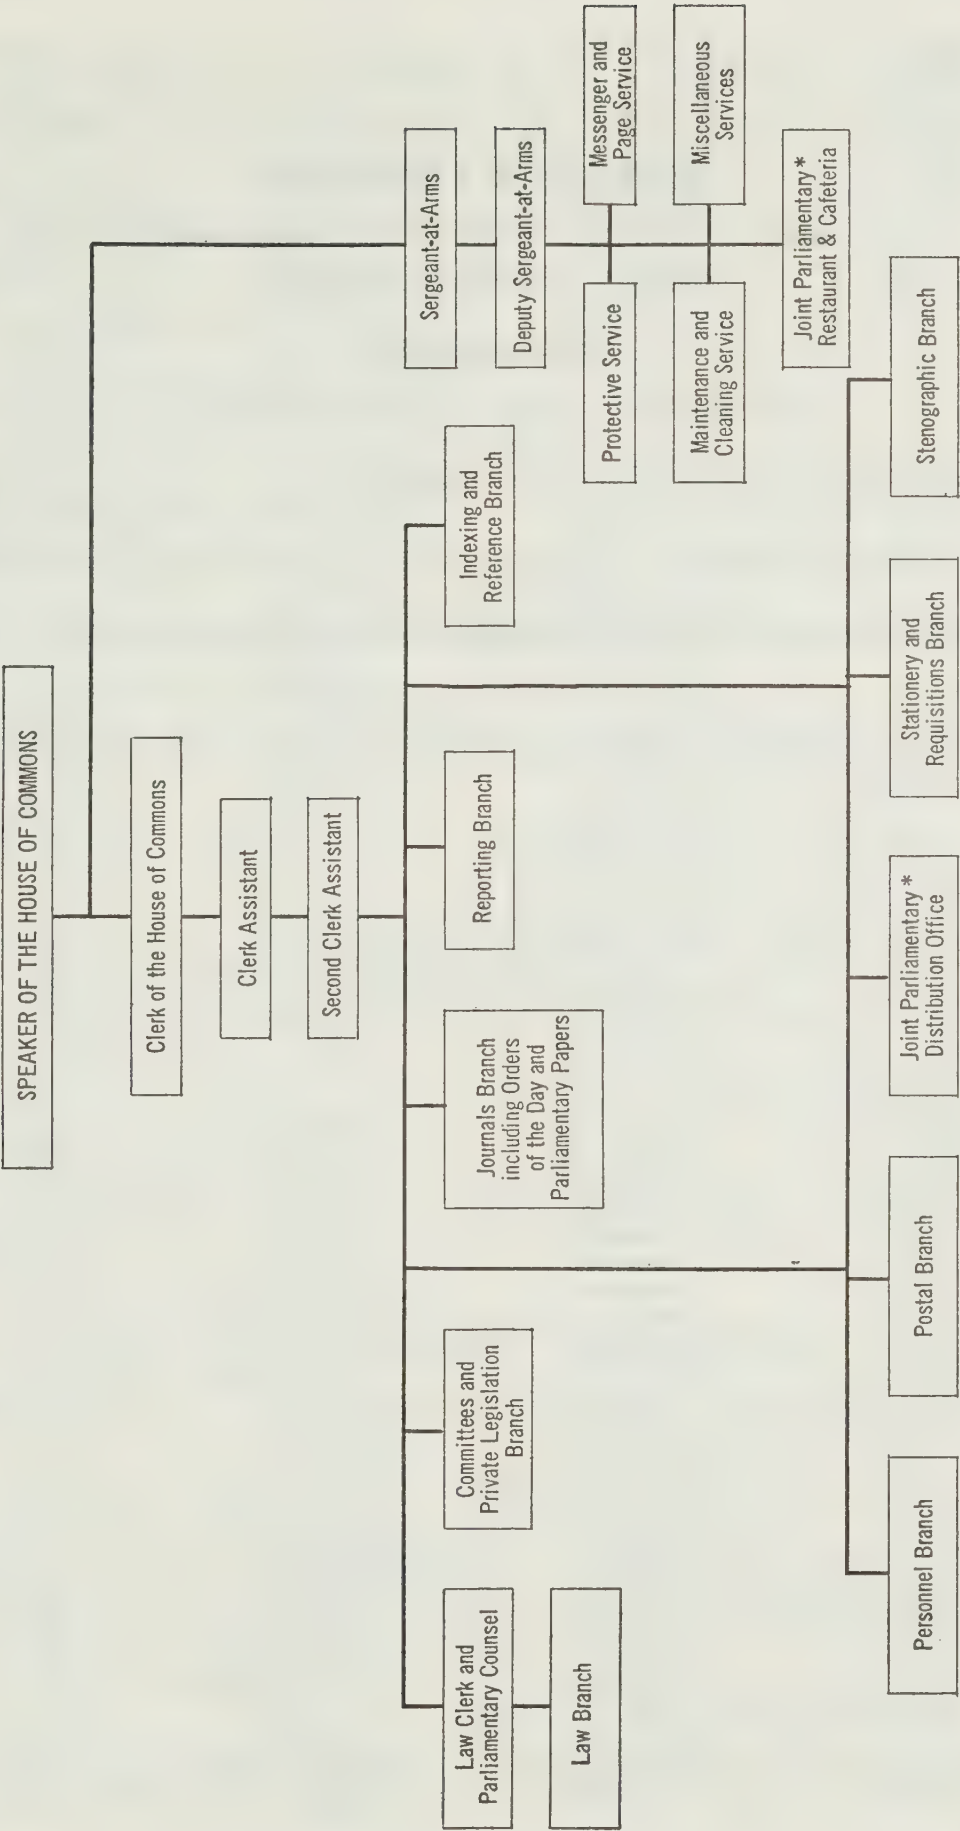 SPEAKER OF THE HOUSE OF COMMONS
Clerk of the House of Commons
Clerk Assistant
Second Clerk Assistant
Sergeant-at-Arms
Deputy Sergeant-at-Arms
Protective Service
Messenger and
Page Service
Maintenance and
Cleaning Service
Miscellaneous
Services
Joint Parliamentary*
Restaurant & Cafeteria
Law Clerk and
Parliamentary Counsel
Law Branch
Committees and
Private Legislation
Branch
Journals Branch
including Orders
of the Day and
Parliamentary Papers
Reporting Branch
Indexing and
Reference Branch
Personnel Branch
Postal Branch
Joint Parliamentary*
Distribution Office
Stationery and
Requisitions Branch
Stenographic Branch